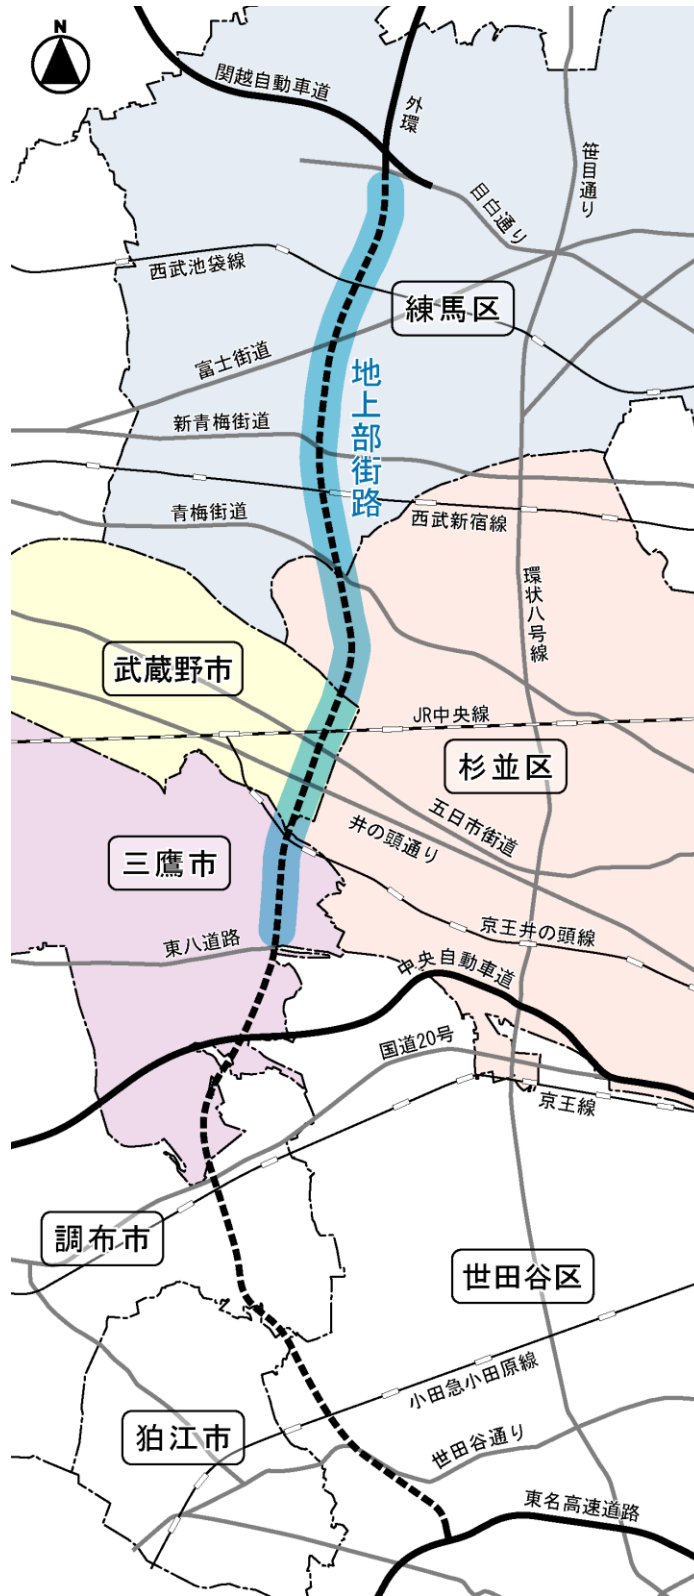 N
関越自動車道
外環
笹目通り
目白通り
西武池袋線
練馬区
富士街道
地上部街路
新青梅街道
青梅街道
西武新宿線
環状八号線
武蔵野市
JR中央線
杉並区
五日市街道
井の頭通り
三鷹市
京王井の頭線
東八道路
中央自動車道
国道20号
京王線
調布市
世田谷区
小田急小田原線
狛江市
世田谷通り
東名高速道路